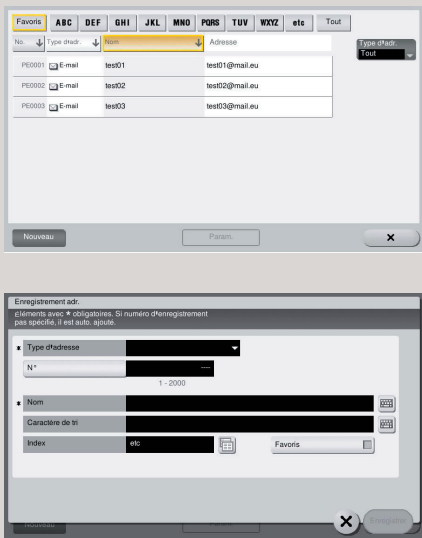 Favoris ABC DEF GHI JKL MNO PQRS TUV WXYZ etc Tout
No. Type d'adr. Nom Adresse
Type d'adr.
Tout
PE0001 E-mail test01 test01@mail.eu
PE0002 E-mail test02 test02@mail.eu
PE0003 E-mail test03 test03@mail.eu
Nouveau Param. ×
Enregistrement adr.
Eléments avec * obligatoires. Si numéro d'enregistrement
pas spécifié, il est auto. ajouté.
* Type d'adresse
N° ----
1 - 2000
* Nom
Caractère de tri
Index etc Favoris
Nouveau Param. X Enregistrer